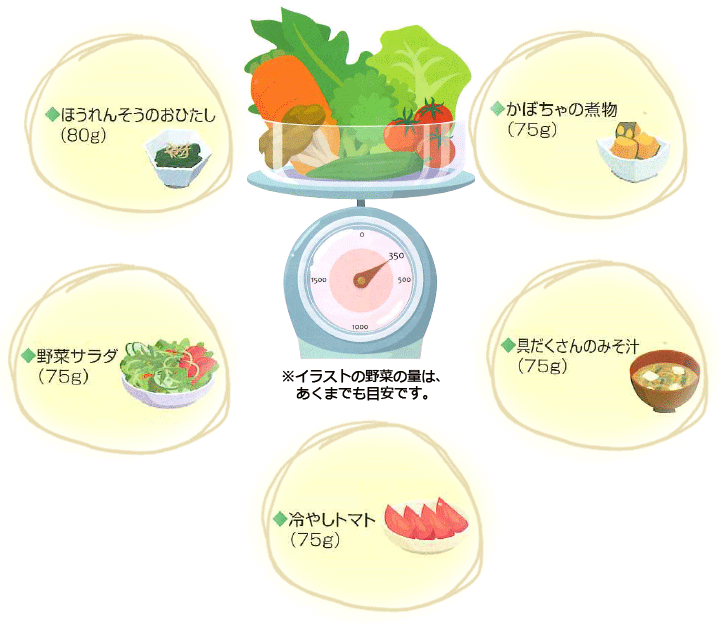 ◆ほうれんそうのおひたし
(80g)
◆かぼちゃの煮物
(75g)
0
350
500
1000
1500
◆野菜サラダ
(75g)
◆具だくさんのみそ汁
(75g)
※イラストの野菜の量は、
あくまでも目安です。
◆冷やしトマト
(75g)